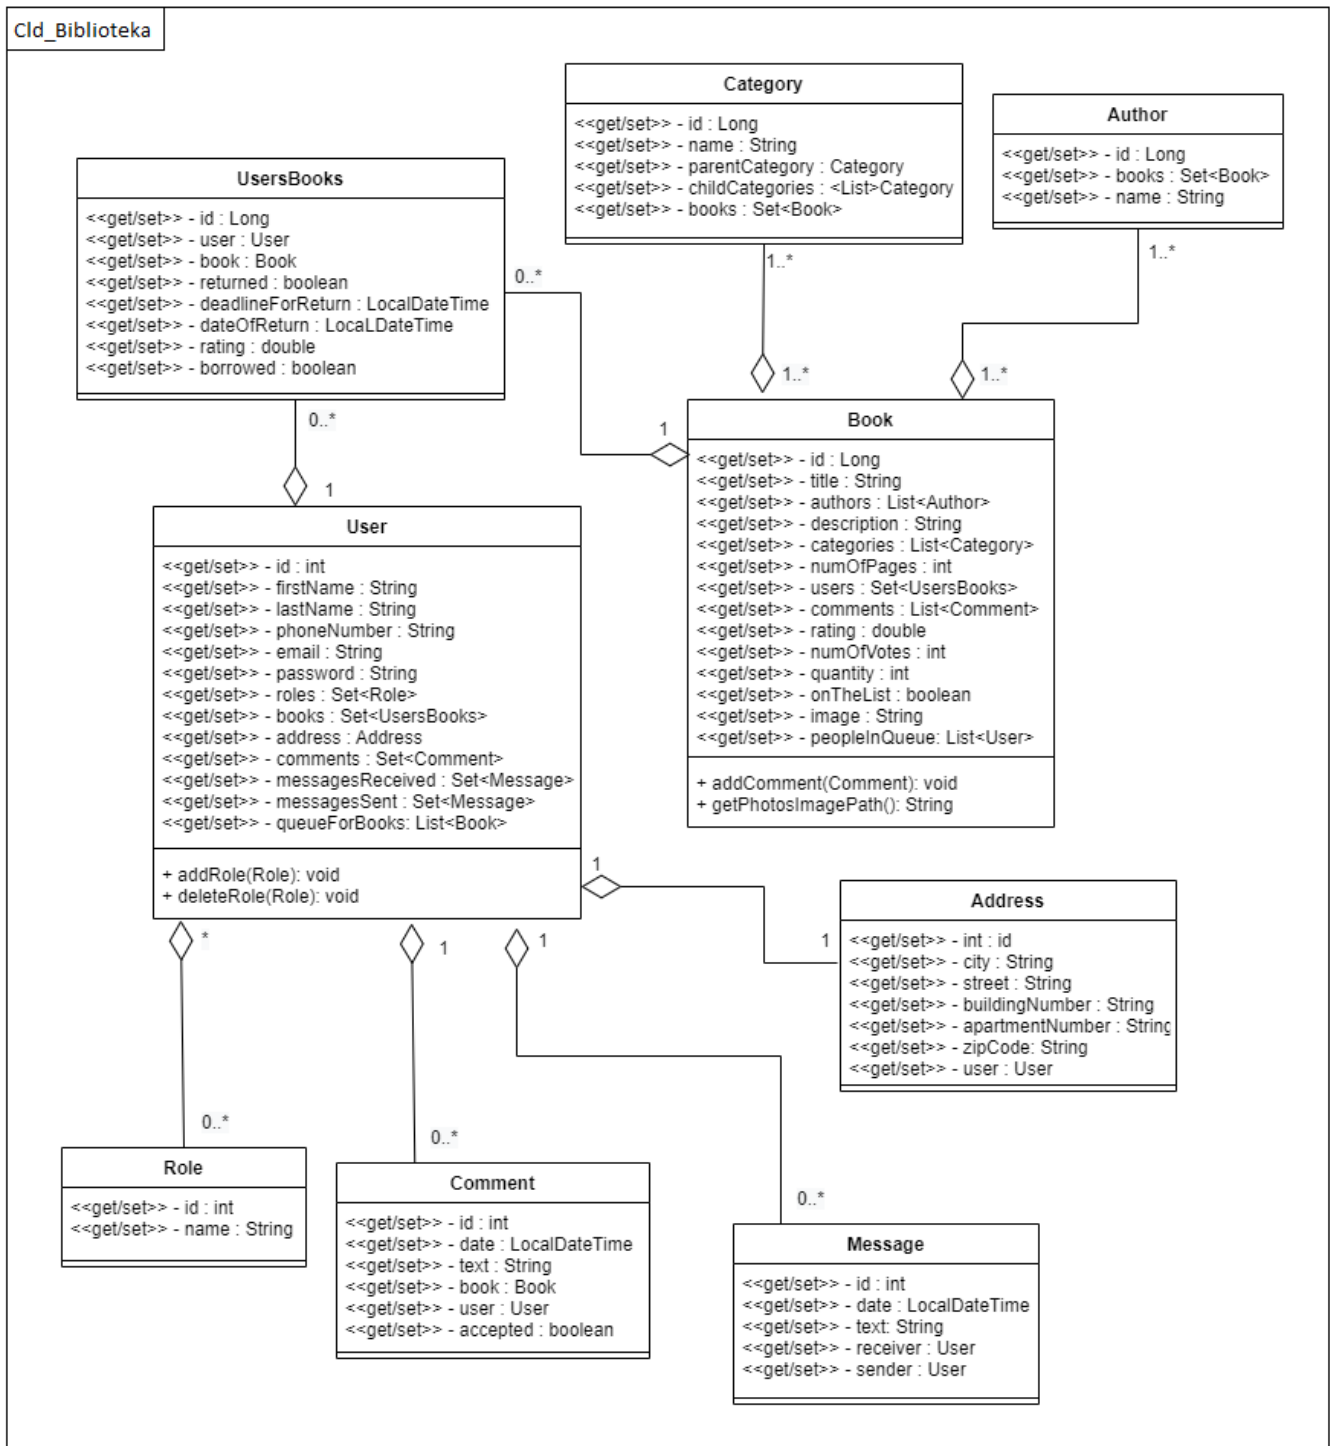 Cld_Biblioteka
Category
<<get/set>> - id : Long
<<get/set>> - name : String
<<get/set>> - parentCategory : Category
<<get/set>> - childCategories : <List>Category
<<get/set>> - books : Set<Book>
1..*
1..*
Author
<<get/set>> - id : Long
<<get/set>> - books : Set<Book>
<<get/set>> - name : String
1..*
1..*
UsersBooks
<<get/set>> - id : Long
<<get/set>> - user : User
<<get/set>> - book : Book
<<get/set>> - returned : boolean
<<get/set>> - deadlineForReturn : LocalDateTime
<<get/set>> - dateOfReturn : LocaLDateTime
<<get/set>> - rating : double
<<get/set>> - borrowed : boolean
0..*
1
0..*
1
Book
<<get/set>> - id : Long
<<get/set>> - title : String
<<get/set>> - authors : List<Author>
<<get/set>> - description : String
<<get/set>> - categories : List<Category>
<<get/set>> - numOfPages : int
<<get/set>> - users : Set<UsersBooks>
<<get/set>> - comments : List<Comment>
<<get/set>> - rating : double
<<get/set>> - numOfVotes : int
<<get/set>> - quantity : int
<<get/set>> - onTheList : boolean
<<get/set>> - image : String
<<get/set>> - peopleInQueue: List<User>
+ addComment(Comment): void
+ getPhotosImagePath(): String
User
<<get/set>> - id : int
<<get/set>> - firstName : String
<<get/set>> - lastName : String
<<get/set>> - phoneNumber : String
<<get/set>> - email : String
<<get/set>> - password : String
<<get/set>> - roles : Set<Role>
<<get/set>> - books : Set<UsersBooks>
<<get/set>> - address : Address
<<get/set>> - comments : Set<Comment>
<<get/set>> - messagesReceived : Set<Message>
<<get/set>> - messagesSent : Set<Message>
<<get/set>> - queueForBooks: List<Book>
+ addRole(Role): void
+ deleteRole(Role): void
1
1
Address
<<get/set>> - int : id
<<get/set>> - city : String
<<get/set>> - street : String
<<get/set>> - buildingNumber : String
<<get/set>> - apartmentNumber : String
<<get/set>> - zipCode: String
<<get/set>> - user : User
*
0..*
Role
<<get/set>> - id : int
<<get/set>> - name : String
1
0..*
Comment
<<get/set>> - id : int
<<get/set>> - date : LocalDateTime
<<get/set>> - text : String
<<get/set>> - book : Book
<<get/set>> - user : User
<<get/set>> - accepted : boolean
1
0..*
Message
<<get/set>> - id : int
<<get/set>> - date : LocalDateTime
<<get/set>> - text: String
<<get/set>> - receiver : User
<<get/set>> - sender : User